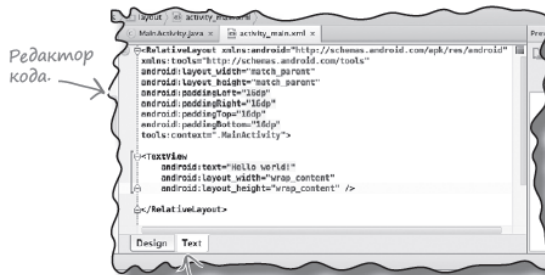 layout activity_main.xml
MainActivity.java × activity_main.xml × Pre
Редактор
кода.
<RelativeLayout xmlns:android="http://schemas.android.com/apk/res/android"
xmlns:tools="http://schemas.android.com/tools"
android:layout_width="match_parent"
android:layout_height="match_parent"
android:paddingLeft="16dp"
android:paddingRight="16dp"
android:paddingTop="16dp"
android:paddingBottom="16dp"
tools:context=".MainActivity">
<TextView
android:text="Hello world!"
android:layout_width="wrap_content"
android:layout_height="wrap_content" />
</RelativeLayout>
Design Text